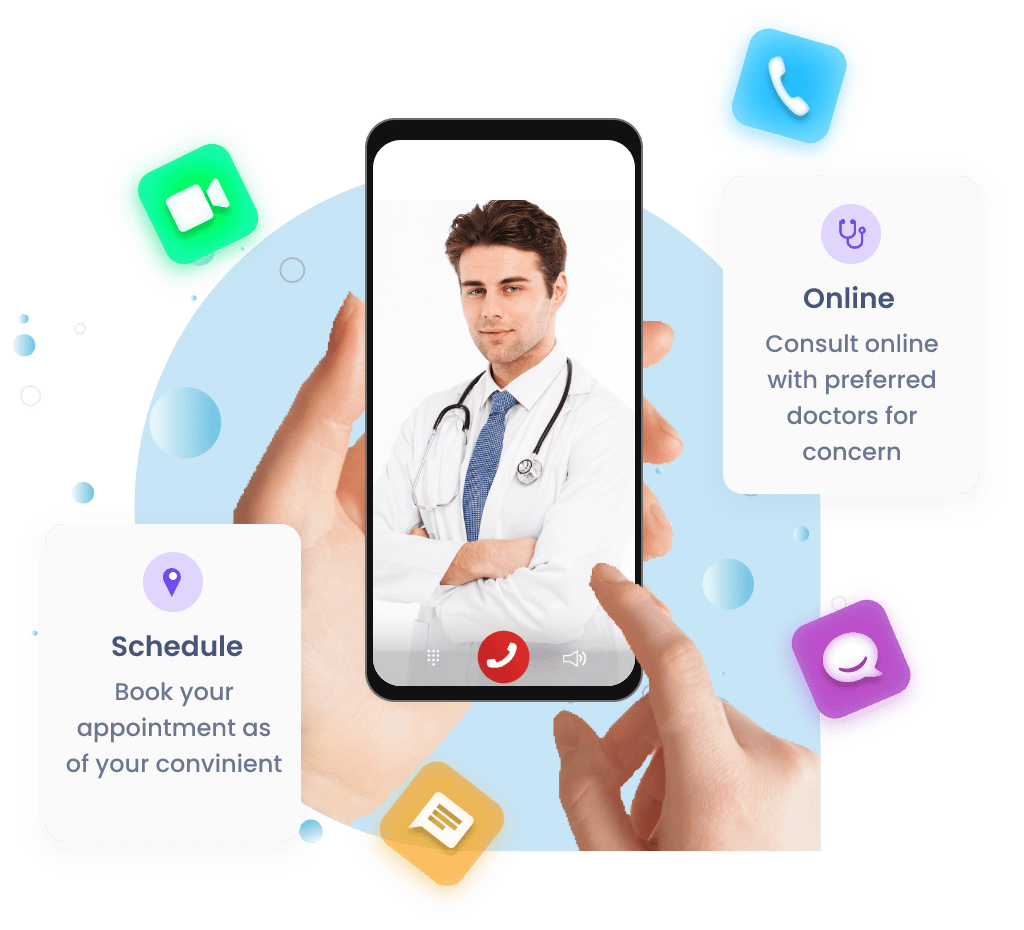 Online
Consult online
with preferred
doctors for
concern
Schedule
Book your
appointment as
of your convinient